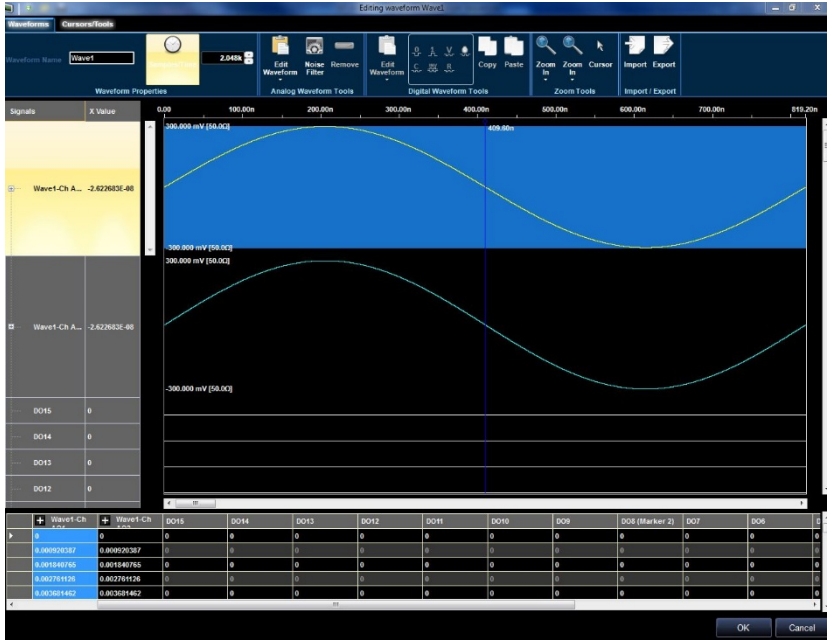 Editing waveform Wave1
Waveforms Cursors/Tools
Waveform Name Wave1 2.048k
Edit Waveform Noise Filter Remove
Edit Waveform Copy Paste
Zoom In Zoom In Cursor
Import Export
Waveform Properties Analog Waveform Tools Digital Waveform Tools Zoom Tools Import / Export
Signals X Value 0.00 100.00n 200.00n 300.00n 400.00n 500.00n 600.00n 700.00n 819.20n
300.000 mV [50.0Ω] 409.60n
Wave1-Ch A... -2.622683E-08
-300.000 mV [50.0Ω]
300.000 mV [50.0Ω]
Wave1-Ch A... -2.622683E-08
-300.000 mV [50.0Ω]
DO15 0
DO14 0
DO13 0
DO12 0
Wave1-Ch Wave1-Ch DO15 DO14 DO13 DO12 DO11 DO10 DO9 DO8 (Marker 2) DO7 DO6
0 0 0 0 0 0 0 0 0 0 0 0 0
0.000920387 0.000920387 0 0 0 0 0 0 0 0 0 0 0
0.001840765 0.001840765 0 0 0 0 0 0 0 0 0 0 0
0.002761126 0.002761126 0 0 0 0 0 0 0 0 0 0 0
0.003681462 0.003681462 0 0 0 0 0 0 0 0 0 0 0
OK Cancel